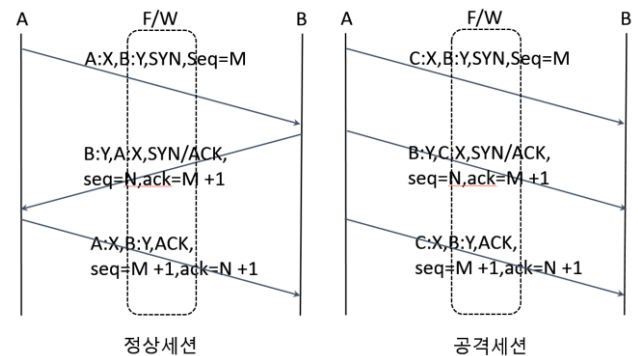 A F/W B
A:X,B:Y,SYN,Seq=M
B:Y,A:X,SYN/ACK,
seq=N,ack=M +1
A:X,B:Y,ACK,
seq=M +1,ack=N +1
정상세션
A F/W B
C:X,B:Y,SYN,Seq=M
B:Y,C:X,SYN/ACK,
seq=N,ack=M +1
C:X,B:Y,ACK,
seq=M +1,ack=N +1
공격세션